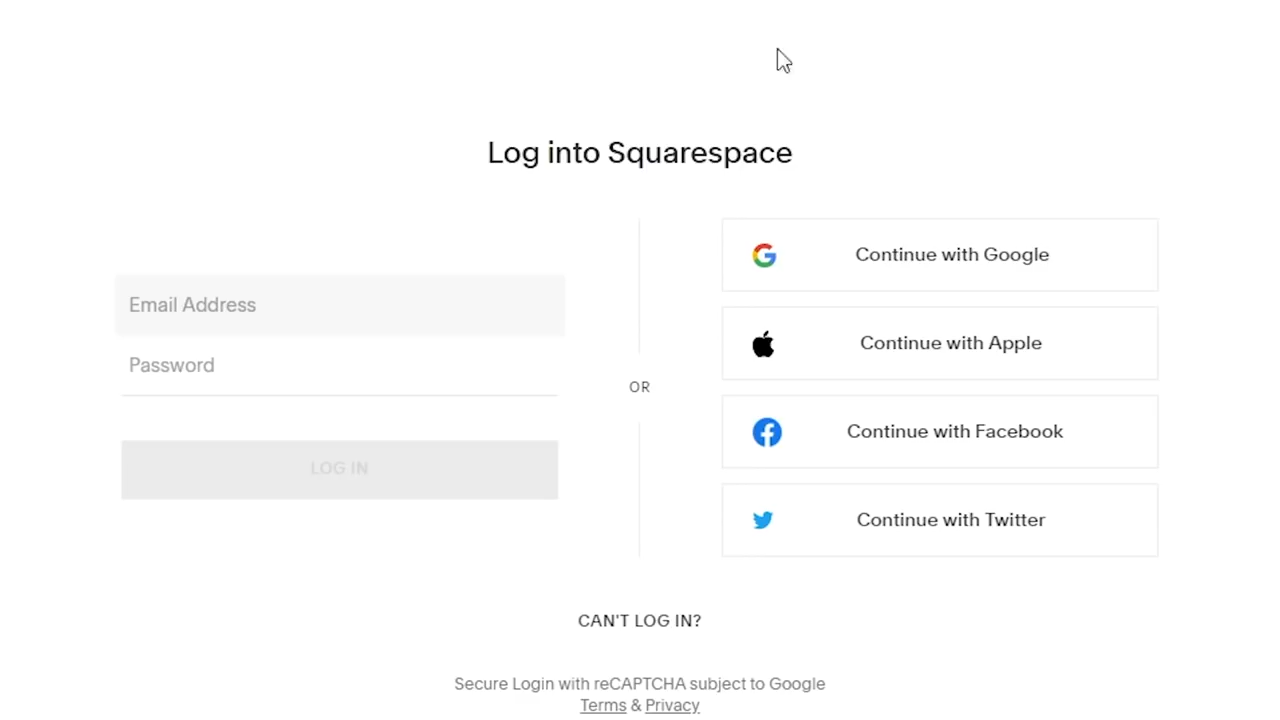 Log into Squarespace
Email Address
Password
LOG IN
OR
Continue with Google
Continue with Apple
Continue with Facebook
Continue with Twitter
CAN'T LOG IN?
Secure Login with reCAPTCHA subject to Google
Terms & Privacy